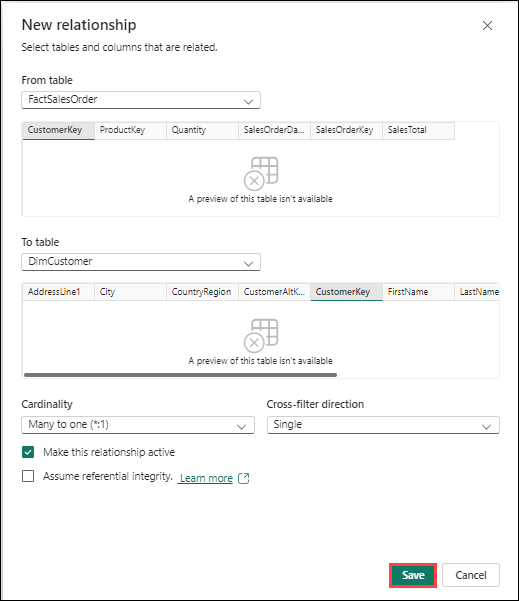 New relationship
Select tables and columns that are related.
From table
FactSalesOrder
CustomerKey ProductKey Quantity SalesOrderDa... SalesOrderKey SalesTotal
A preview of this table isn't available
To table
DimCustomer
AddressLine1 City CountryRegion CustomerAltK... CustomerKey FirstName LastName
A preview of this table isn't available
Cardinality Cross-filter direction
Many to one (*:1) Single
Make this relationship active
Assume referential integrity. Learn more
Save Cancel